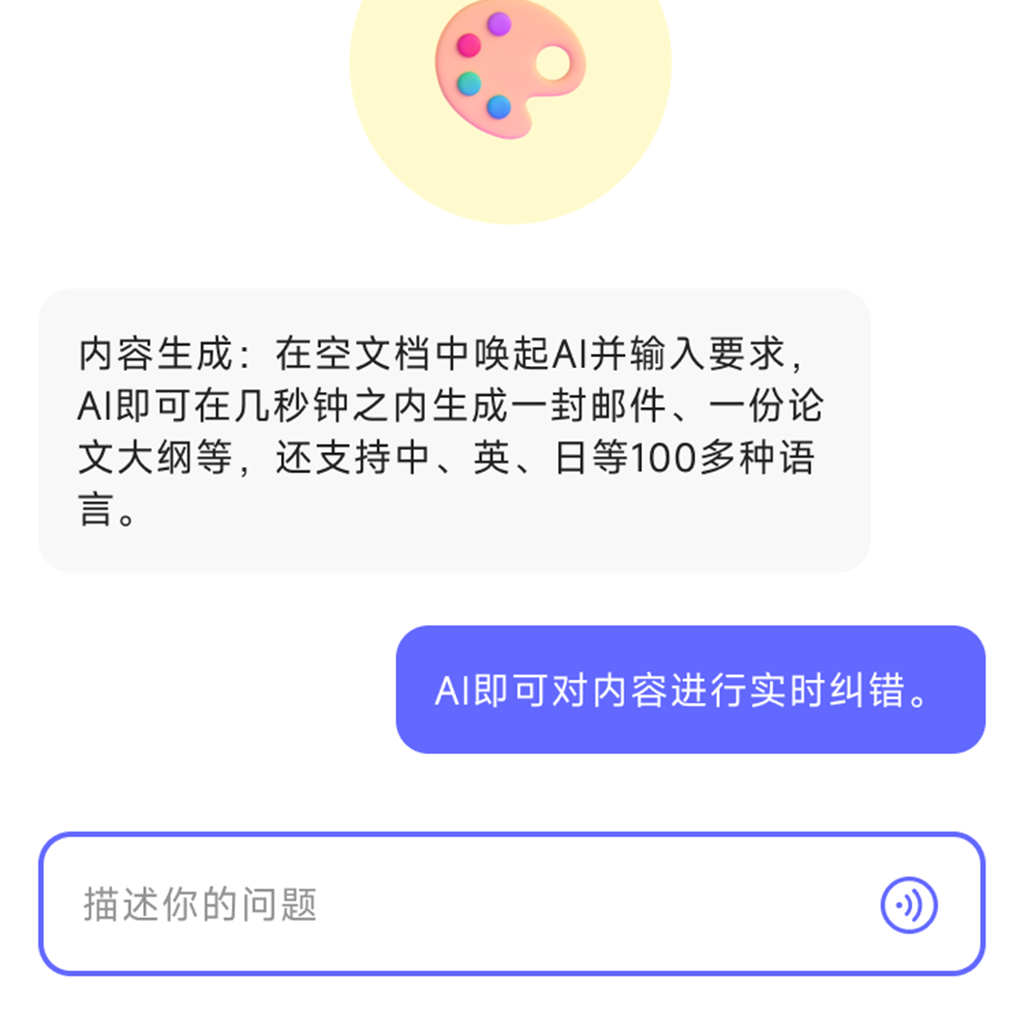 内容生成：在空文档中唤起AI并输入要求，
AI即可在几秒钟之内生成一封邮件、一份论
文大纲等，还支持中、英、日等100多种语
言。
AI即可对内容进行实时纠错。
描述你的问题